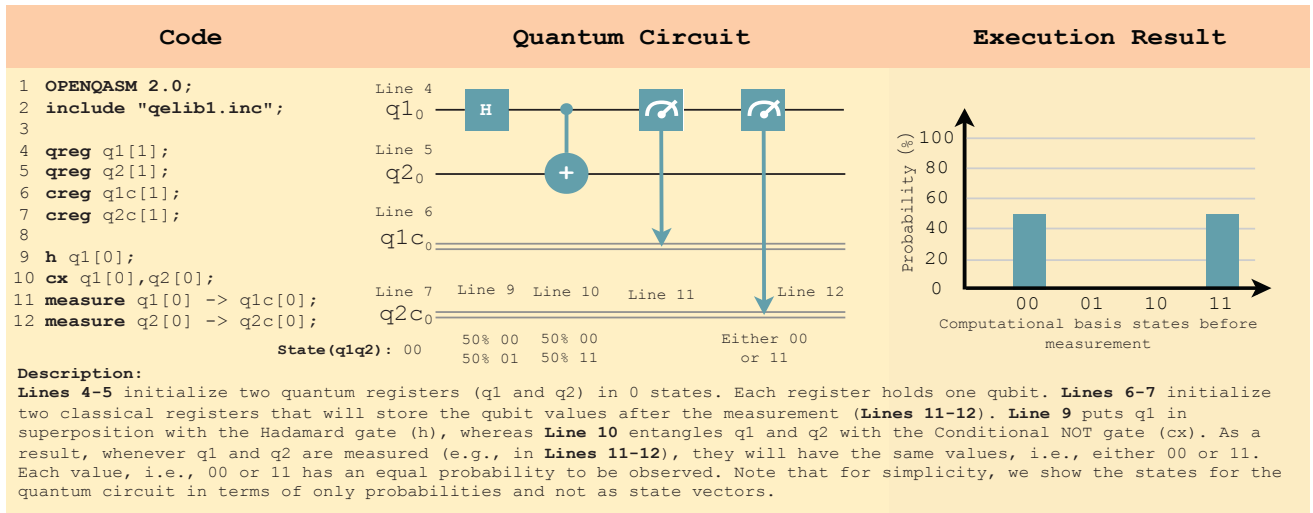 Code
Quantum Circuit
Execution Result
1 OPENQASM 2.0;
2 include "qelib1.inc";
3
4 qreg q1[1];
5 qreg q2[1];
6 creg q1c[1];
7 creg q2c[1];
8
9 h q1[0];
10 cx q1[0],q2[0];
11 measure q1[0] -> q1c[0];
12 measure q2[0] -> q2c[0];
Line 4
q1₀
H
Line 5
q2₀
+
Line 6
q1c₀
Line 7
q2c₀
Line 9
Line 10
Line 11
Line 12
State(q1q2): 00
50% 00
50% 01
50% 00
50% 11
Either 00
or 11
Probability (%)
100
80
60
40
20
0
00 01 10 11
Computational basis states before
measurement
Description:
Lines 4-5 initialize two quantum registers (q1 and q2) in 0 states. Each register holds one qubit. Lines 6-7 initialize
two classical registers that will store the qubit values after the measurement (Lines 11-12). Line 9 puts q1 in
superposition with the Hadamard gate (h), whereas Line 10 entangles q1 and q2 with the Conditional NOT gate (cx). As a
result, whenever q1 and q2 are measured (e.g., in Lines 11-12), they will have the same values, i.e., either 00 or 11.
Each value, i.e., 00 or 11 has an equal probability to be observed. Note that for simplicity, we show the states for the
quantum circuit in terms of only probabilities and not as state vectors.